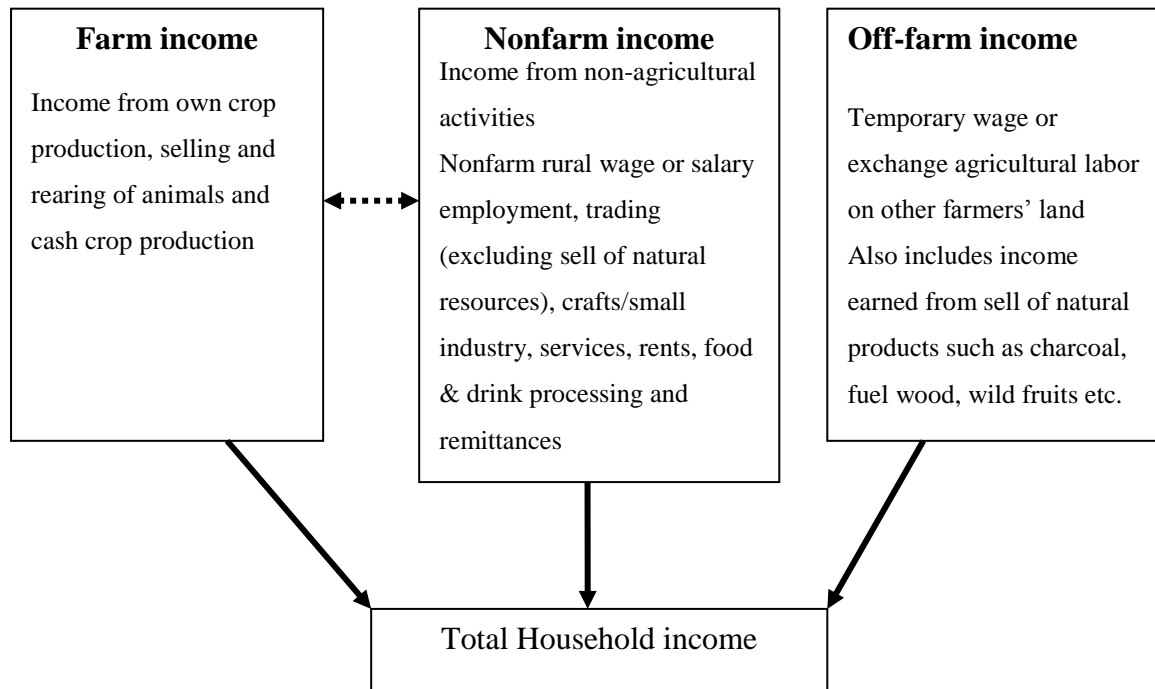 Farm income
Income from own crop
production, selling and
rearing of animals and
cash crop production
Nonfarm income
Income from non-agricultural
activities
Nonfarm rural wage or salary
employment, trading
(excluding sell of natural
resources), crafts/small
industry, services, rents, food
& drink processing and
remittances
Off-farm income
Temporary wage or
exchange agricultural labor
on other farmers’ land
Also includes income
earned from sell of natural
products such as charcoal,
fuel wood, wild fruits etc.
Total Household income